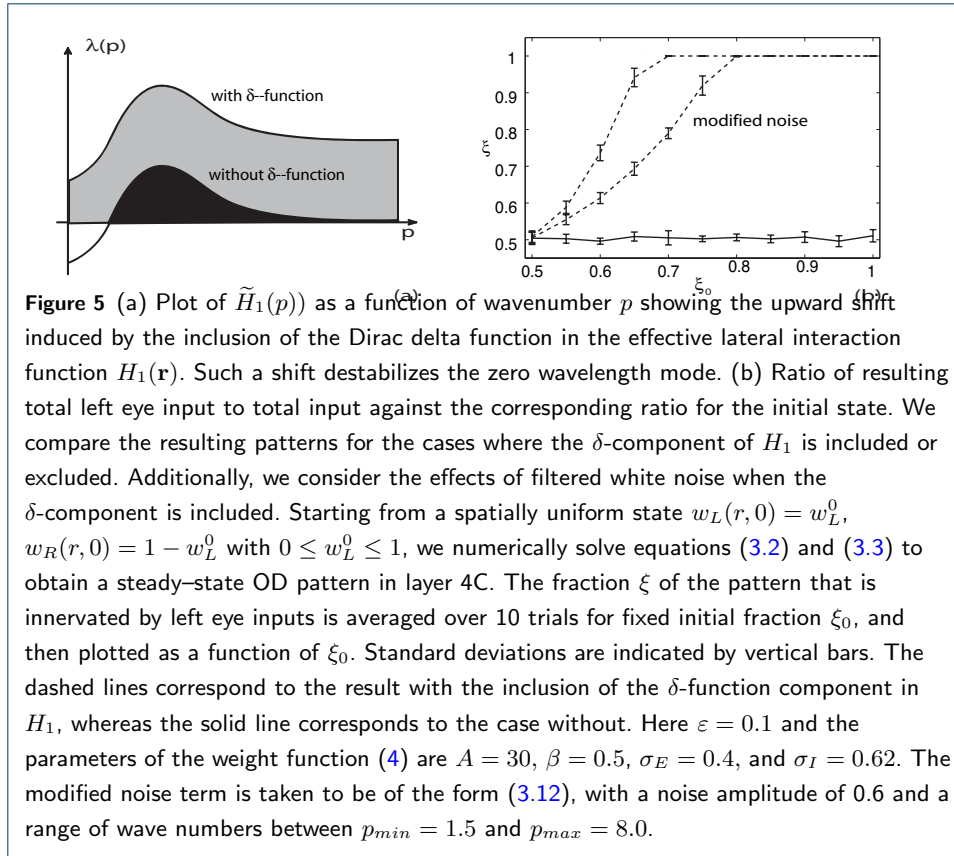 λ(p)
with δ--function
without δ--function
p
(a)
1
0.9
0.8
0.7
0.6
0.5
ξ
modified noise
0.5 0.6 0.7 0.8 0.9 1
ξ₀
(b)
Figure 5 (a) Plot of H̃₁(p)) as a function of wavenumber p showing the upward shift
induced by the inclusion of the Dirac delta function in the effective lateral interaction
function H₁(r). Such a shift destabilizes the zero wavelength mode. (b) Ratio of resulting
total left eye input to total input against the corresponding ratio for the initial state. We
compare the resulting patterns for the cases where the δ-component of H₁ is included or
excluded. Additionally, we consider the effects of filtered white noise when the
δ-component is included. Starting from a spatially uniform state w_L(r, 0) = w_L^0,
w_R(r, 0) = 1 − w_L^0 with 0 ≤ w_L^0 ≤ 1, we numerically solve equations (3.2) and (3.3) to
obtain a steady–state OD pattern in layer 4C. The fraction ξ of the pattern that is
innervated by left eye inputs is averaged over 10 trials for fixed initial fraction ξ₀, and
then plotted as a function of ξ₀. Standard deviations are indicated by vertical bars. The
dashed lines correspond to the result with the inclusion of the δ-function component in
H₁, whereas the solid line corresponds to the case without. Here ε = 0.1 and the
parameters of the weight function (4) are A = 30, β = 0.5, σ_E = 0.4, and σ_I = 0.62. The
modified noise term is taken to be of the form (3.12), with a noise amplitude of 0.6 and a
range of wave numbers between p_min = 1.5 and p_max = 8.0.